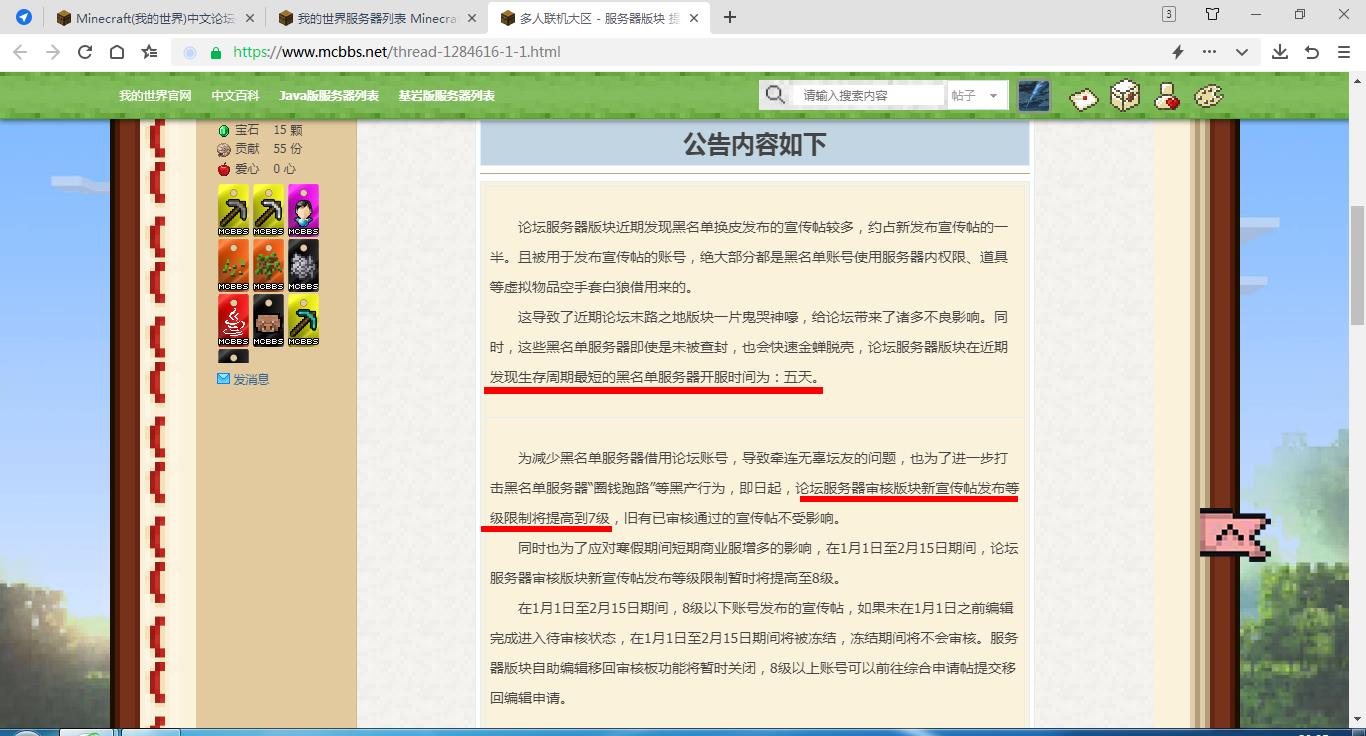 Minecraft(我的世界)中文论坛
我的世界服务器列表 Minecra
多人联机大区 - 服务器版块 提
3
https://www.mcbbs.net/thread-1284616-1-1.html
我的世界官网 中文百科 Java版服务器列表 基岩版服务器列表
请输入搜索内容 帖子
宝石 15 颗
贡献 55 份
爱心 0 心
MCBBS MCBBS MCBBS
MCBBS MCBBS MCBBS
MCBBS MCBBS MCBBS
发消息
公告内容如下
论坛服务器版块近期发现黑名单换皮发布的宣传帖较多，约占新发布宣传帖的一
半。且被用于发布宣传帖的账号，绝大部分都是黑名单账号使用服务器内权限、道具
等虚拟物品空手套白狼借用来的。
这导致了近期论坛末路之地版块一片鬼哭神嚎，给论坛带来了诸多不良影响。同
时，这些黑名单服务器即使是未被查封，也会快速金蝉脱壳，论坛服务器版块在近期
发现生存周期最短的黑名单服务器开服时间为：五天。
为减少黑名单服务器借用论坛账号，导致牵连无辜坛友的问题，也为了进一步打
击黑名单服务器“圈钱跑路”等黑产行为，即日起，论坛服务器审核版块新宣传帖发布等
级限制将提高到7级，旧有已审核通过的宣传帖不受影响。
同时也为了应对寒假期间短期商业服增多的影响，在1月1日至2月15日期间，论坛
服务器审核版块新宣传帖发布等级限制暂时将提高至8级。
在1月1日至2月15日期间，8级以下账号发布的宣传帖，如果未在1月1日之前编辑
完成进入待审核状态，在1月1日至2月15日期间将被冻结，冻结期间将不会审核。服务
器版块自助编辑移回审核板功能将暂时关闭，8级以上账号可以前往综合申请帖提交移
回编辑申请。